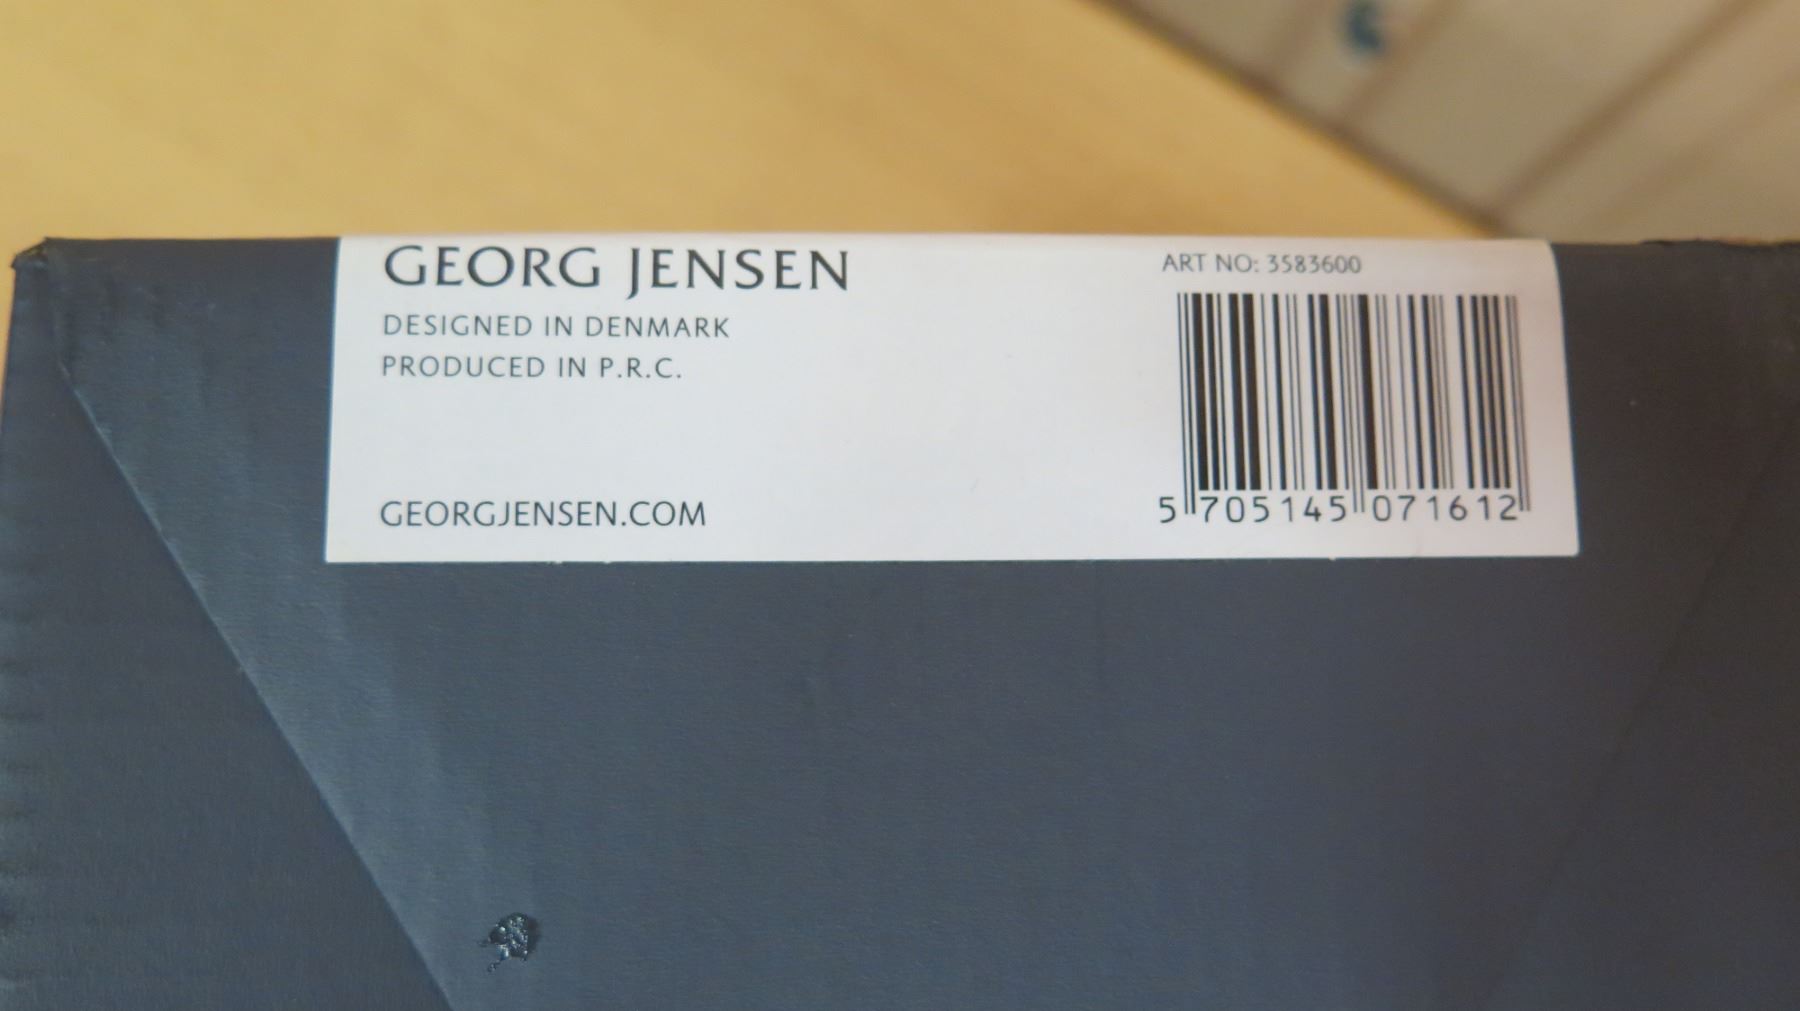 GEORG JENSEN
DESIGNED IN DENMARK
PRODUCED IN P.R.C.
GEORGJENSEN.COM
ART NO: 3583600
5 705145 071612